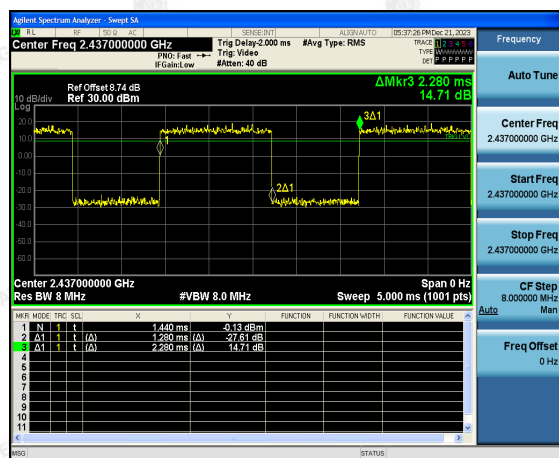 Agilent Spectrum Analyzer - Swept SA
RL RF 50 Ω AC SENSE:INT ALIGNAUTO 05:37:26 PM Dec 21, 2023
Center Freq 2.437000000 GHz
Trig Delay-2.000 ms #Avg Type: RMS
TRACE 1 2 3 4 5 6
PNO: Fast Trig: Video
TYPE
IFGain:Low #Atten: 40 dB
DET P P P P P P
Frequency
Auto Tune
Ref Offset 8.74 dB
ΔMkr3 2.280 ms
10 dB/div Ref 30.00 dBm
14.71 dB
Log
20.0
10.0
0.00
-10.0
-20.0
-30.0
-40.0
-50.0
-60.0
1
2Δ1
3Δ1
Center 2.437000000 GHz Span 0 Hz
Res BW 8 MHz #VBW 8.0 MHz Sweep 5.000 ms (1001 pts)
MKR MODE TRC SCL X Y FUNCTION FUNCTION WIDTH FUNCTION VALUE
1 N 1 t 1.440 ms -0.13 dBm
2 Δ1 1 t (Δ) 1.280 ms (Δ) -27.61 dB
3 Δ1 1 t (Δ) 2.280 ms (Δ) 14.71 dB
4
5
6
7
8
9
10
11
Center Freq
2.437000000 GHz
Start Freq
2.437000000 GHz
Stop Freq
2.437000000 GHz
CF Step
8.000000 MHz
Auto Man
Freq Offset
0 Hz
MSG STATUS